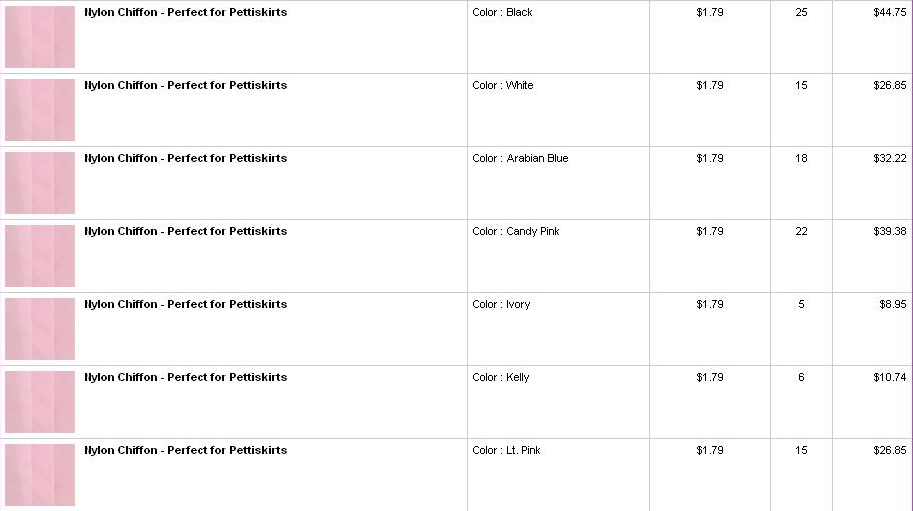 Nylon Chiffon - Perfect for Pettiskirts Color : Black $1.79 25 $44.75
Nylon Chiffon - Perfect for Pettiskirts Color : White $1.79 15 $26.85
Nylon Chiffon - Perfect for Pettiskirts Color : Arabian Blue $1.79 18 $32.22
Nylon Chiffon - Perfect for Pettiskirts Color : Candy Pink $1.79 22 $39.38
Nylon Chiffon - Perfect for Pettiskirts Color : Ivory $1.79 5 $8.95
Nylon Chiffon - Perfect for Pettiskirts Color : Kelly $1.79 6 $10.74
Nylon Chiffon - Perfect for Pettiskirts Color : Lt. Pink $1.79 15 $26.85